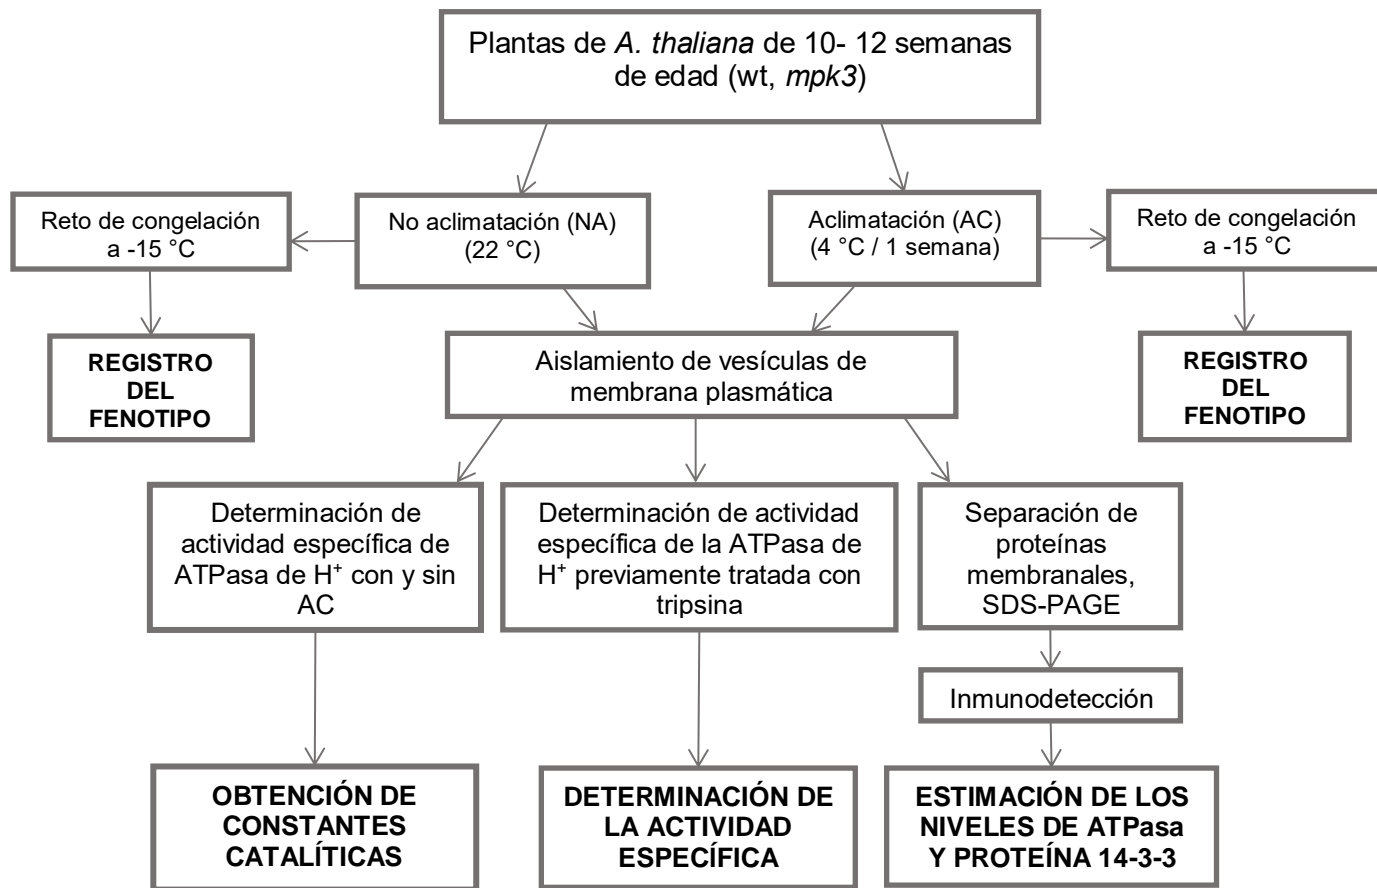 Plantas de A. thaliana de 10- 12 semanas
de edad (wt, mpk3)
Reto de congelación
a -15 °C
No aclimatación (NA)
(22 °C)
Aclimatación (AC)
(4 °C / 1 semana)
Reto de congelación
a -15 °C
REGISTRO
DEL
FENOTIPO
Aislamiento de vesículas de
membrana plasmática
REGISTRO
DEL
FENOTIPO
Determinación de
actividad específica de
ATPasa de H⁺ con y sin
AC
Determinación de actividad
específica de la ATPasa de
H⁺ previamente tratada con
tripsina
Separación de
proteínas
membranales,
SDS-PAGE
Inmunodetección
OBTENCIÓN DE
CONSTANTES
CATALÍTICAS
DETERMINACIÓN DE
LA ACTIVIDAD
ESPECÍFICA
ESTIMACIÓN DE LOS
NIVELES DE ATPasa
Y PROTEÍNA 14-3-3